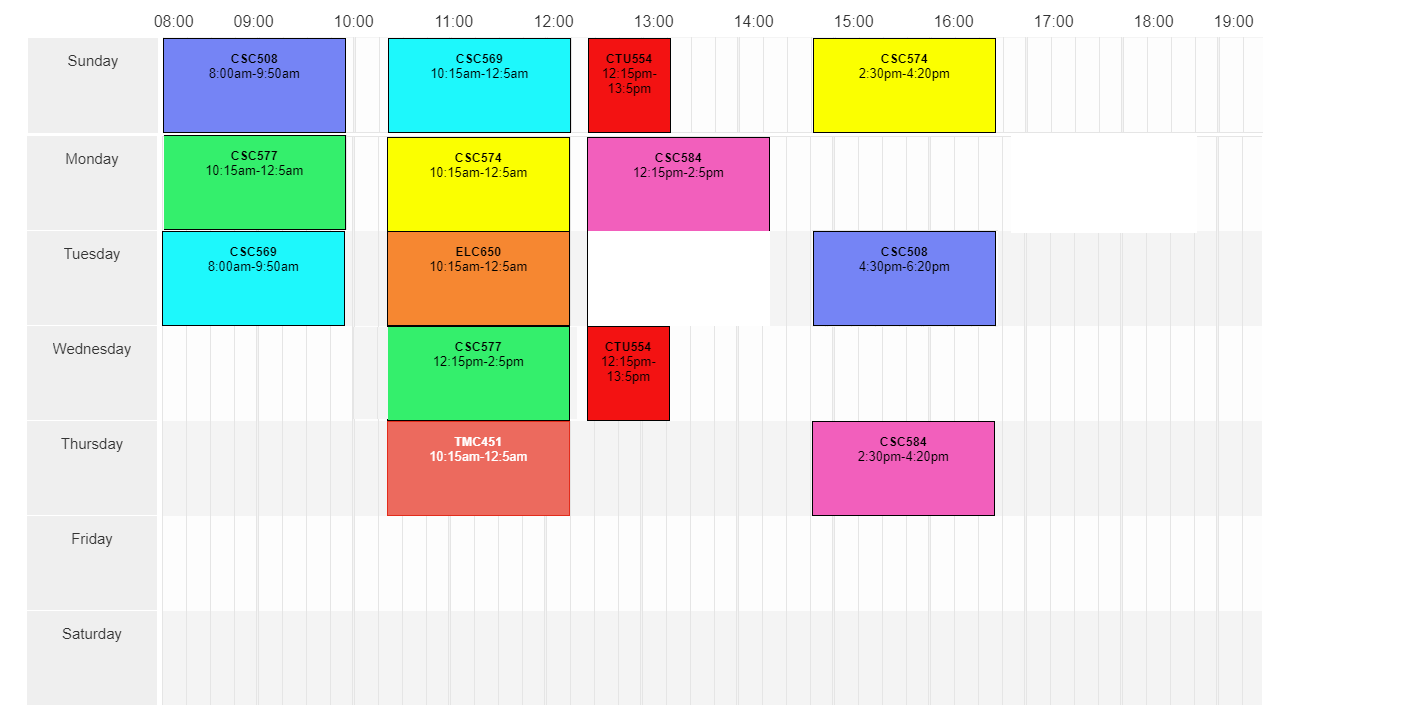 08:00 09:00 10:00 11:00 12:00 13:00 14:00 15:00 16:00 17:00 18:00 19:00
Sunday
CSC508
8:00am-9:50am
CSC569
10:15am-12:5am
CTU554
12:15pm-
13:5pm
CSC574
2:30pm-4:20pm
Monday
CSC577
10:15am-12:5am
CSC574
10:15am-12:5am
CSC584
12:15pm-2:5pm
Tuesday
CSC569
8:00am-9:50am
ELC650
10:15am-12:5am
CSC508
4:30pm-6:20pm
Wednesday
CSC577
12:15pm-2:5pm
CTU554
12:15pm-
13:5pm
Thursday
TMC451
10:15am-12:5am
CSC584
2:30pm-4:20pm
Friday
Saturday